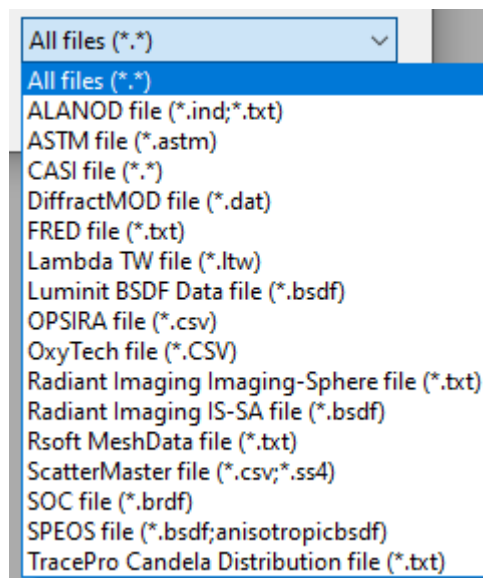 All files (*.*)
All files (*.*)
ALANOD file (*.ind;*.txt)
ASTM file (*.astm)
CASI file (*.*)
DiffractMOD file (*.dat)
FRED file (*.txt)
Lambda TW file (*.ltw)
Luminit BSDF Data file (*.bsdf)
OPSIRA file (*.csv)
OxyTech file (*.CSV)
Radiant Imaging Imaging-Sphere file (*.txt)
Radiant Imaging IS-SA file (*.bsdf)
Rsoft MeshData file (*.txt)
ScatterMaster file (*.csv;*.ss4)
SOC file (*.brdf)
SPEOS file (*.bsdf;anisotropicbsdf)
TracePro Candela Distribution file (*.txt)